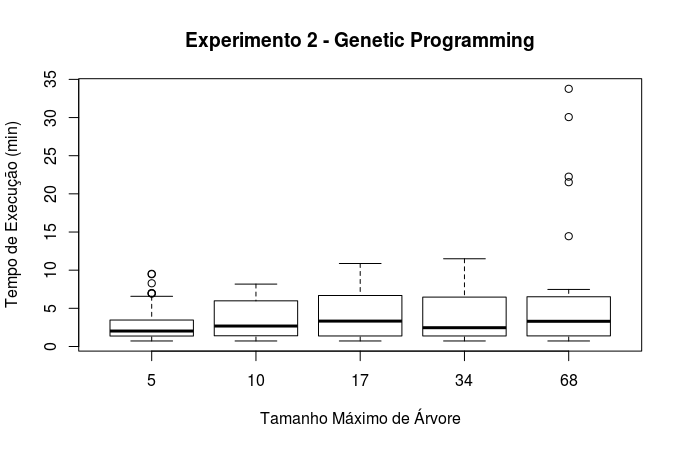 Experimento 2 - Genetic Programming
Tempo de Execução (min)
35
30
25
20
15
10
5
0
5 10 17 34 68
Tamanho Máximo de Árvore